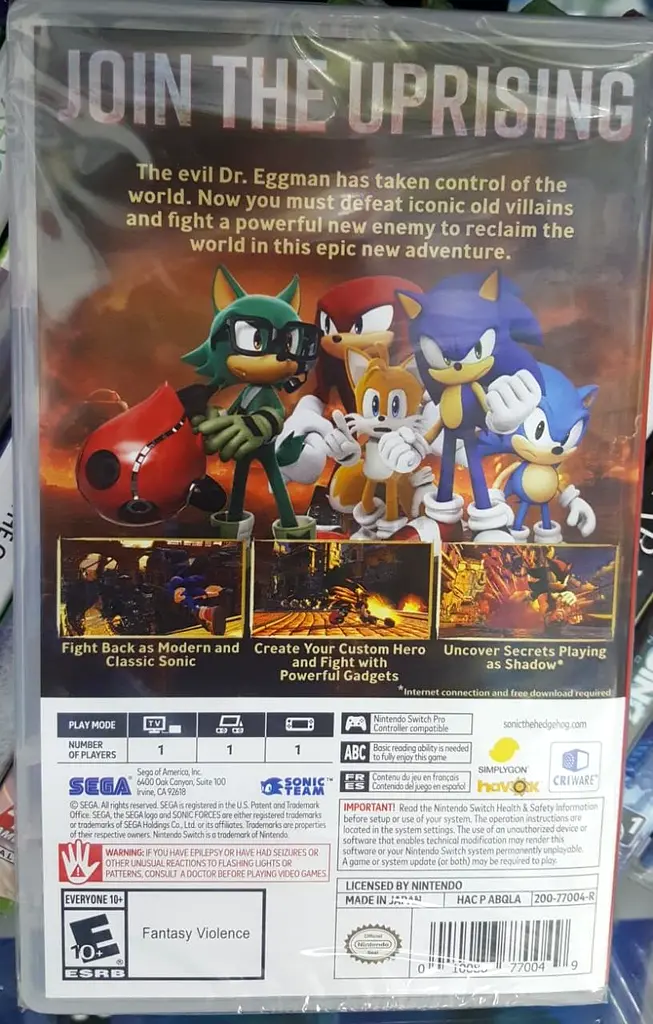 JOIN THE UPRISING
The evil Dr. Eggman has taken control of the
world. Now you must defeat iconic old villains
and fight a powerful new enemy to reclaim the
world in this epic new adventure.
Fight Back as Modern and
Classic Sonic
Create Your Custom Hero
and Fight with
Powerful Gadgets
Uncover Secrets Playing
as Shadow*
*Internet connection and free download required
PLAY MODE
TV
NUMBER
OF PLAYERS
1
1
1
Nintendo Switch Pro
Controller compatible
ABC
Basic reading ability is needed
to fully enjoy this game
FR
ES
Contenu du jeu en français
Contenido del juego en español
sonicthehedgehog.com
SIMPLYGON
havok
CRIWARE
SEGA
Sega of America, Inc.
6400 Oak Canyon, Suite 100
Irvine, CA 92618
SONIC
TEAM
© SEGA. All rights reserved. SEGA is registered in the U.S. Patent and Trademark
Office. SEGA, the SEGA logo and SONIC FORCES are either registered trademarks
or trademarks of SEGA Holdings Co., Ltd. or its affiliates. Trademarks are properties
of their respective owners. Nintendo Switch is a trademark of Nintendo.
WARNING: IF YOU HAVE EPILEPSY OR HAVE HAD SEIZURES OR
OTHER UNUSUAL REACTIONS TO FLASHING LIGHTS OR
PATTERNS, CONSULT A DOCTOR BEFORE PLAYING VIDEO GAMES.
IMPORTANT! Read the Nintendo Switch Health & Safety Information
before setup or use of your system. The operation instructions are
located in the system settings. The use of an unauthorized device or
software that enables technical modification may render this
software or your Nintendo Switch system permanently unplayable.
A game or system update (or both) may be required to play.
EVERYONE 10+
E
10+
ESRB
Fantasy Violence
LICENSED BY NINTENDO
MADE IN JAPAN
HAC P ABQLA
200-77004-R
Official
Nintendo
Seal
0 10086 77004 9